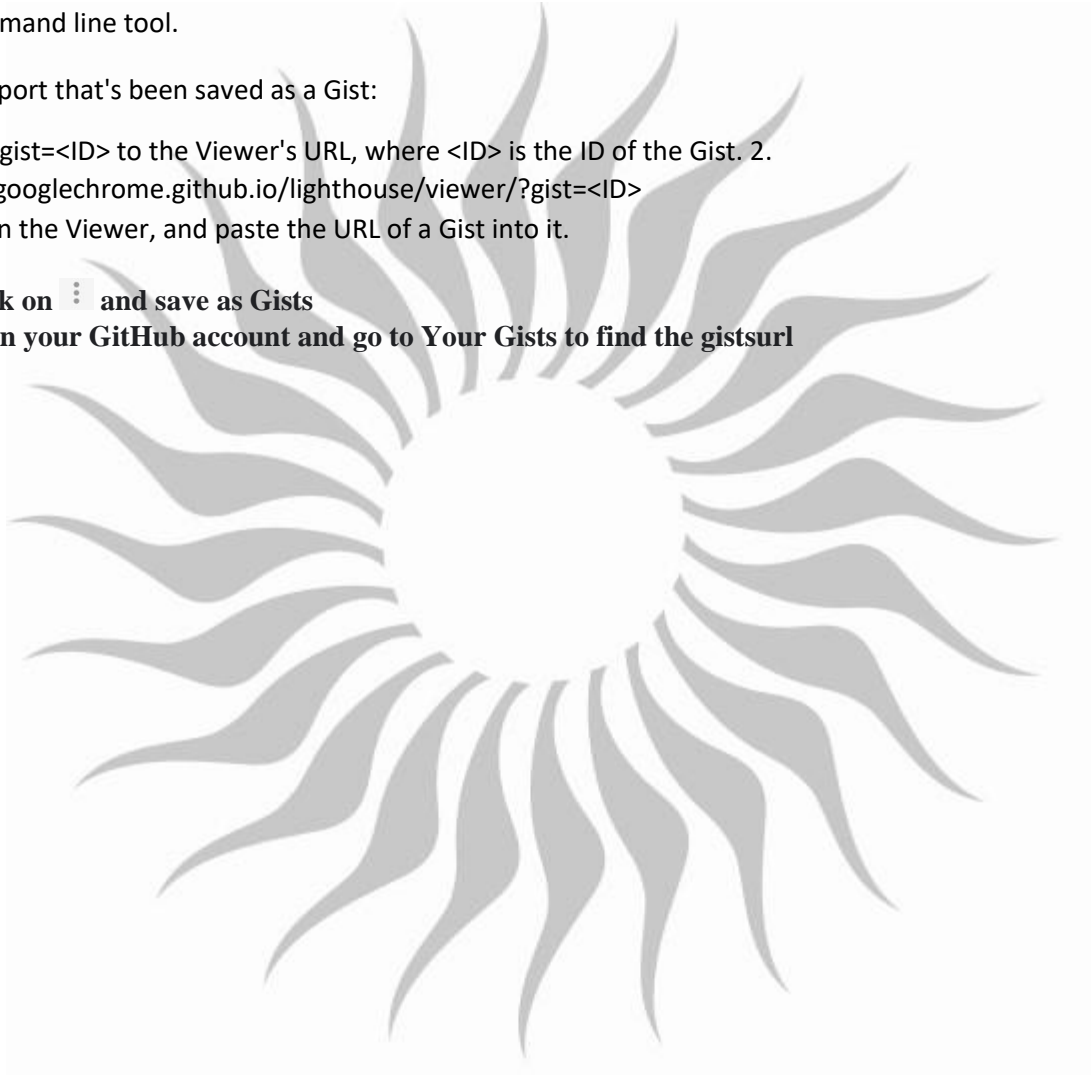 mand line tool.
port that's been saved as a Gist:
gist=<ID> to the Viewer's URL, where <ID> is the ID of the Gist. 2.
googlechrome.github.io/lighthouse/viewer/?gist=<ID>
n the Viewer, and paste the URL of a Gist into it.
k on and save as Gists
n your GitHub account and go to Your Gists to find the gistsurl